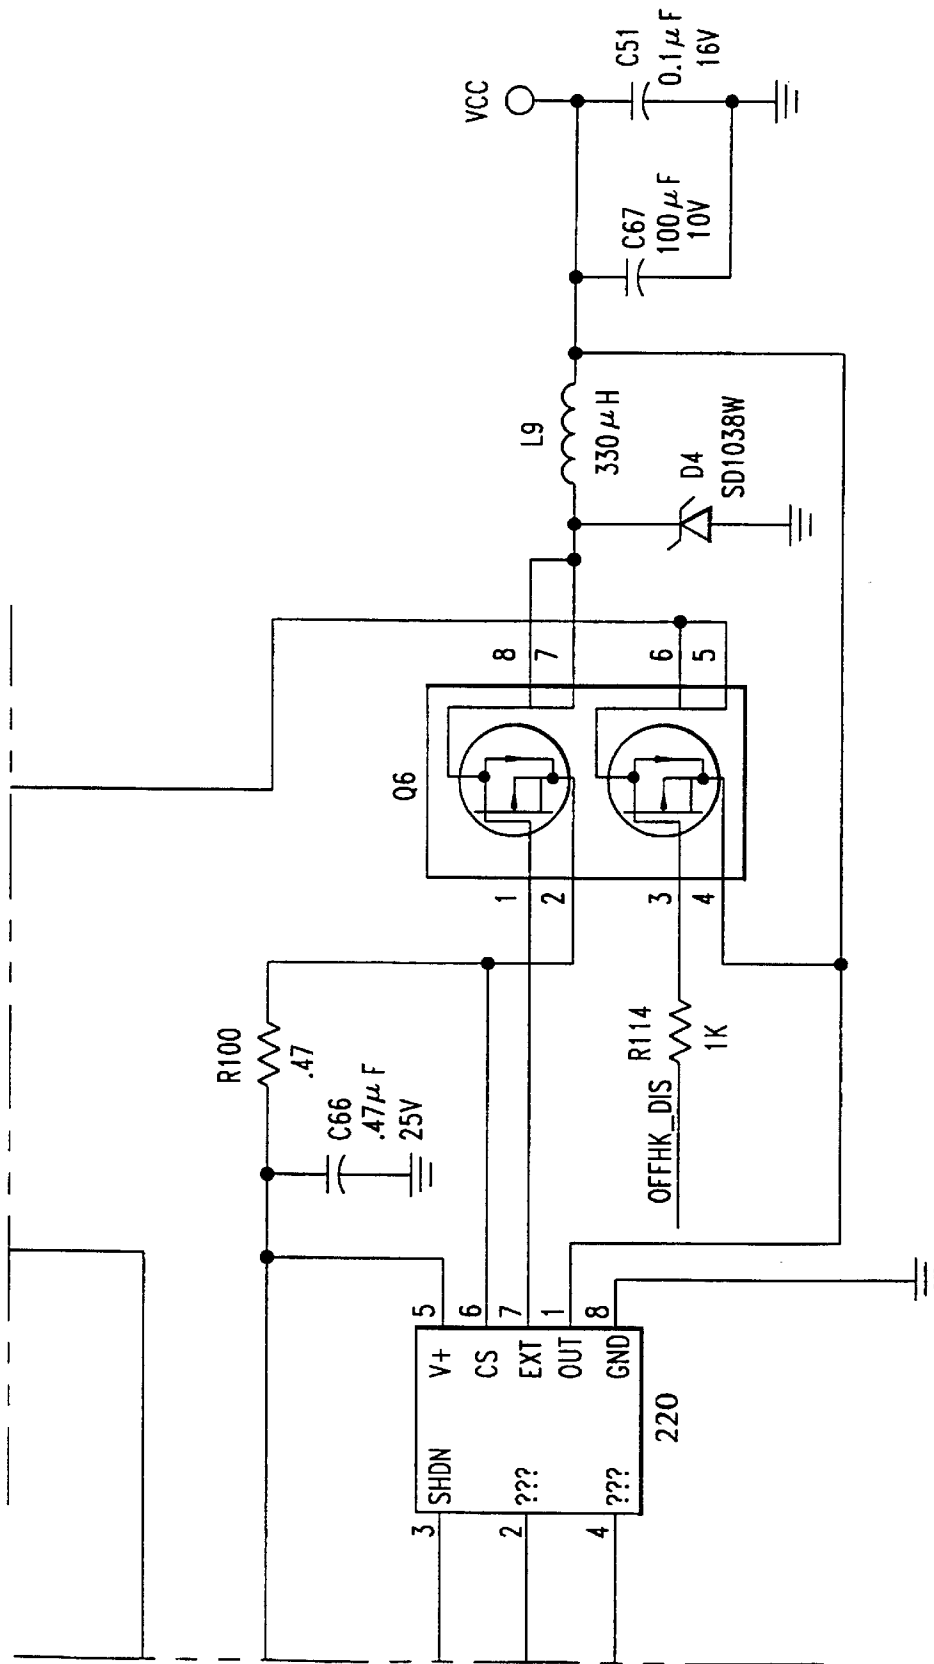 VCC
C51
0.1μF
16V
C67
100μF
10V
L9
330μH
D4
SD1038W
Q6
8
7
6
5
1
2
3
4
R100
.47
C66
.47μF
25V
R114
1K
OFFHK_DIS
5
6
7
1
8
V+
CS
EXT
OUT
GND
SHDN
???
???
220
3
2
4